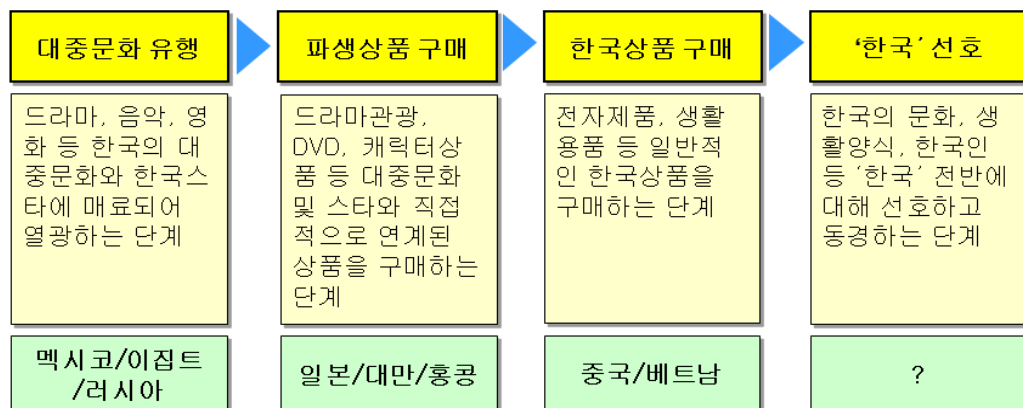 대중문화 유행
파생상품 구매
한국상품 구매
‘한국’ 선호
드라마, 음악, 영
화 등 한국의 대
중문화와 한국스
타에 매료되어
열광하는 단계
드라마관광,
DVD, 캐릭터상
품 등 대중문화
및 스타와 직접
적으로 연계된
상품을 구매하는
단계
전자제품, 생활
용품 등 일반적
인 한국상품을
구매하는 단계
한국의 문화, 생
활양식, 한국인
등 ‘한국’ 전반에
대해 선호하고
동경하는 단계
멕시코/이집트
/러시아
일본/대만/홍콩
중국/베트남
?